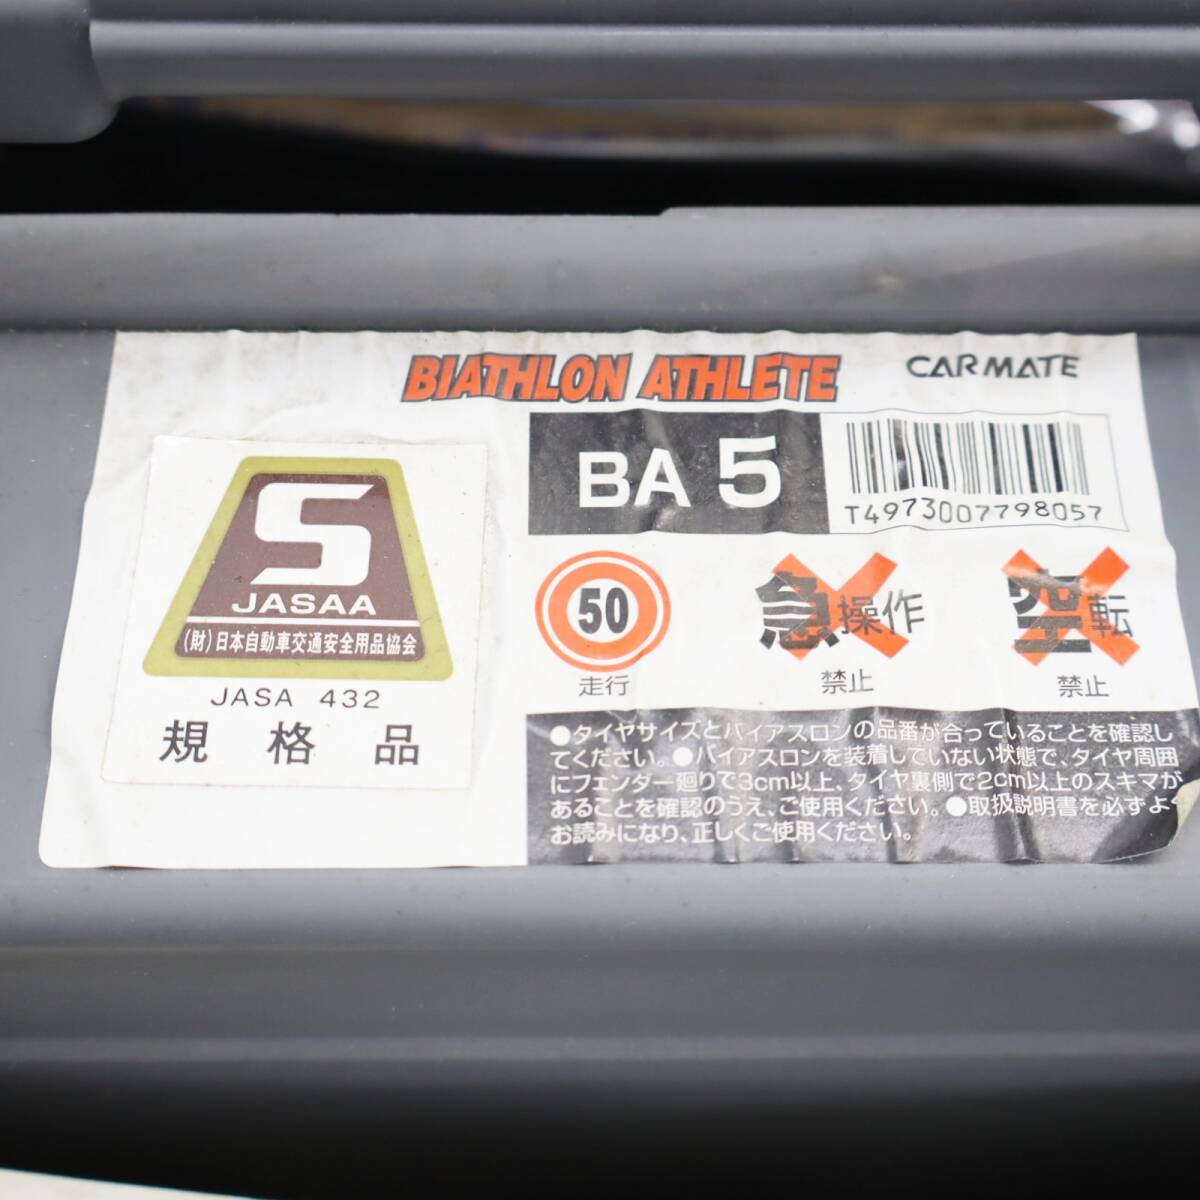 BIATHLON ATHLETE
CARMATE
BA 5
T4973007798057
S
JASAA
(財)日本自動車交通安全用品協会
JASA 432
規格品
50
走行
急操作
禁止
空転
禁止
●タイヤサイズとバイアスロンの品番が合っていることを確認し
てください。●バイアスロンを装着していない状態で、タイヤ周囲
にフェンダー廻りで3cm以上、タイヤ裏側で2cm以上のスキマが
あることを確認のうえ、ご使用ください。●取扱説明書を必ずよく
お読みになり、正しくご使用ください。